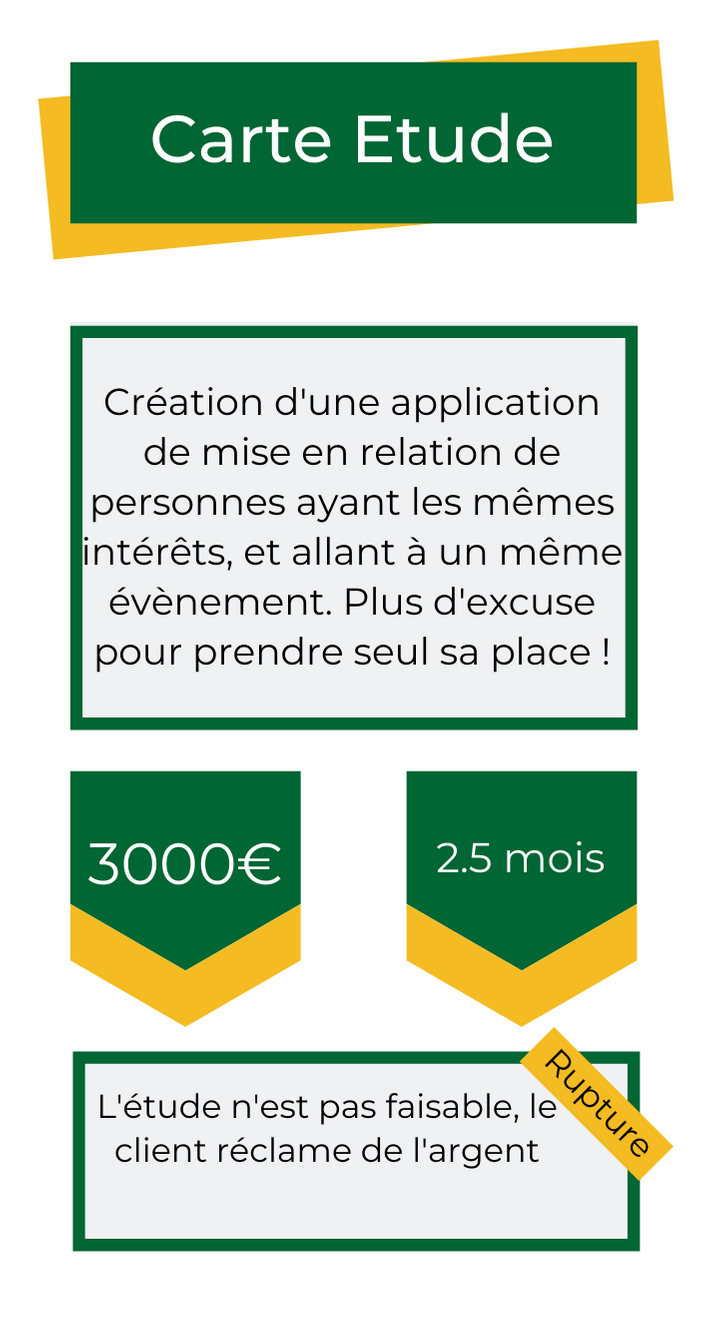 Carte Etude
Création d'une application
de mise en relation de
personnes ayant les mêmes
intérêts, et allant à un même
évènement. Plus d'excuse
pour prendre seul sa place !
3000€
2.5 mois
Rupture
L'étude n'est pas faisable, le
client réclame de l'argent